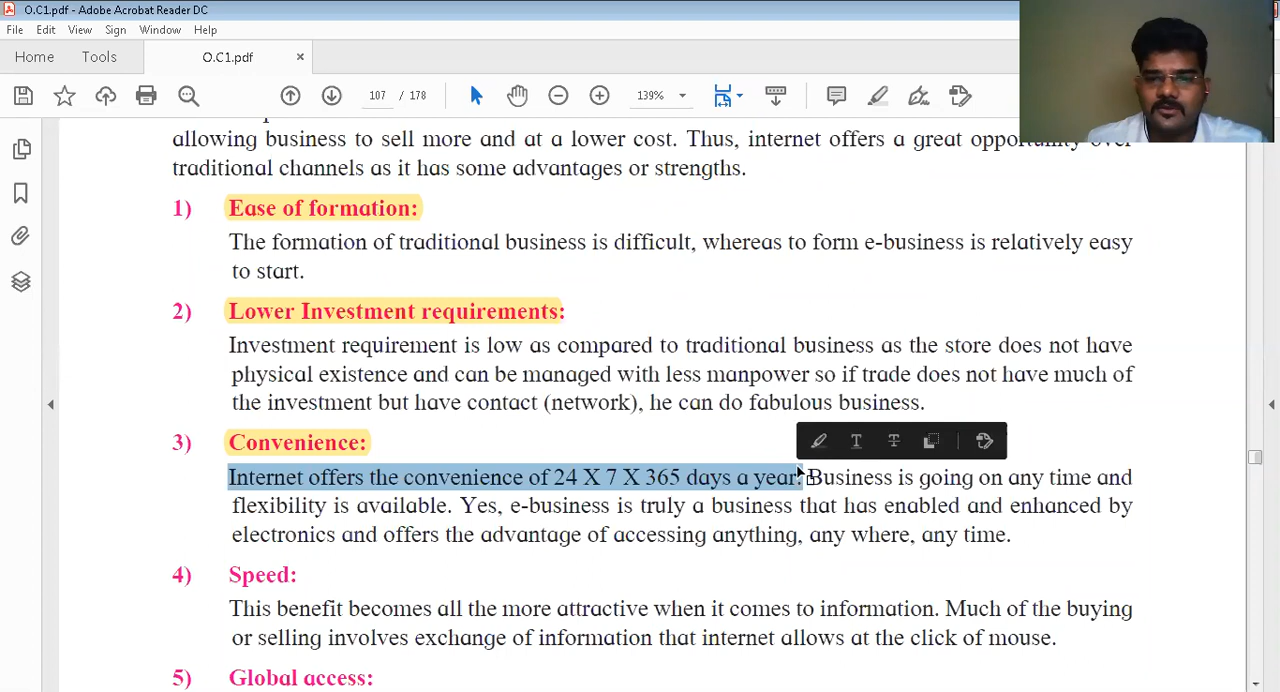 O.C1.pdf - Adobe Acrobat Reader DC
File Edit View Sign Window Help
Home Tools O.C1.pdf ×
107 / 178 139%
allowing business to sell more and at a lower cost. Thus, internet offers a great opportunity over
traditional channels as it has some advantages or strengths.
1) Ease of formation:
The formation of traditional business is difficult, whereas to form e-business is relatively easy
to start.
2) Lower Investment requirements:
Investment requirement is low as compared to traditional business as the store does not have
physical existence and can be managed with less manpower so if trade does not have much of
the investment but have contact (network), he can do fabulous business.
3) Convenience:
Internet offers the convenience of 24 X 7 X 365 days a year. Business is going on any time and
flexibility is available. Yes, e-business is truly a business that has enabled and enhanced by
electronics and offers the advantage of accessing anything, any where, any time.
4) Speed:
This benefit becomes all the more attractive when it comes to information. Much of the buying
or selling involves exchange of information that internet allows at the click of mouse.
5) Global access: